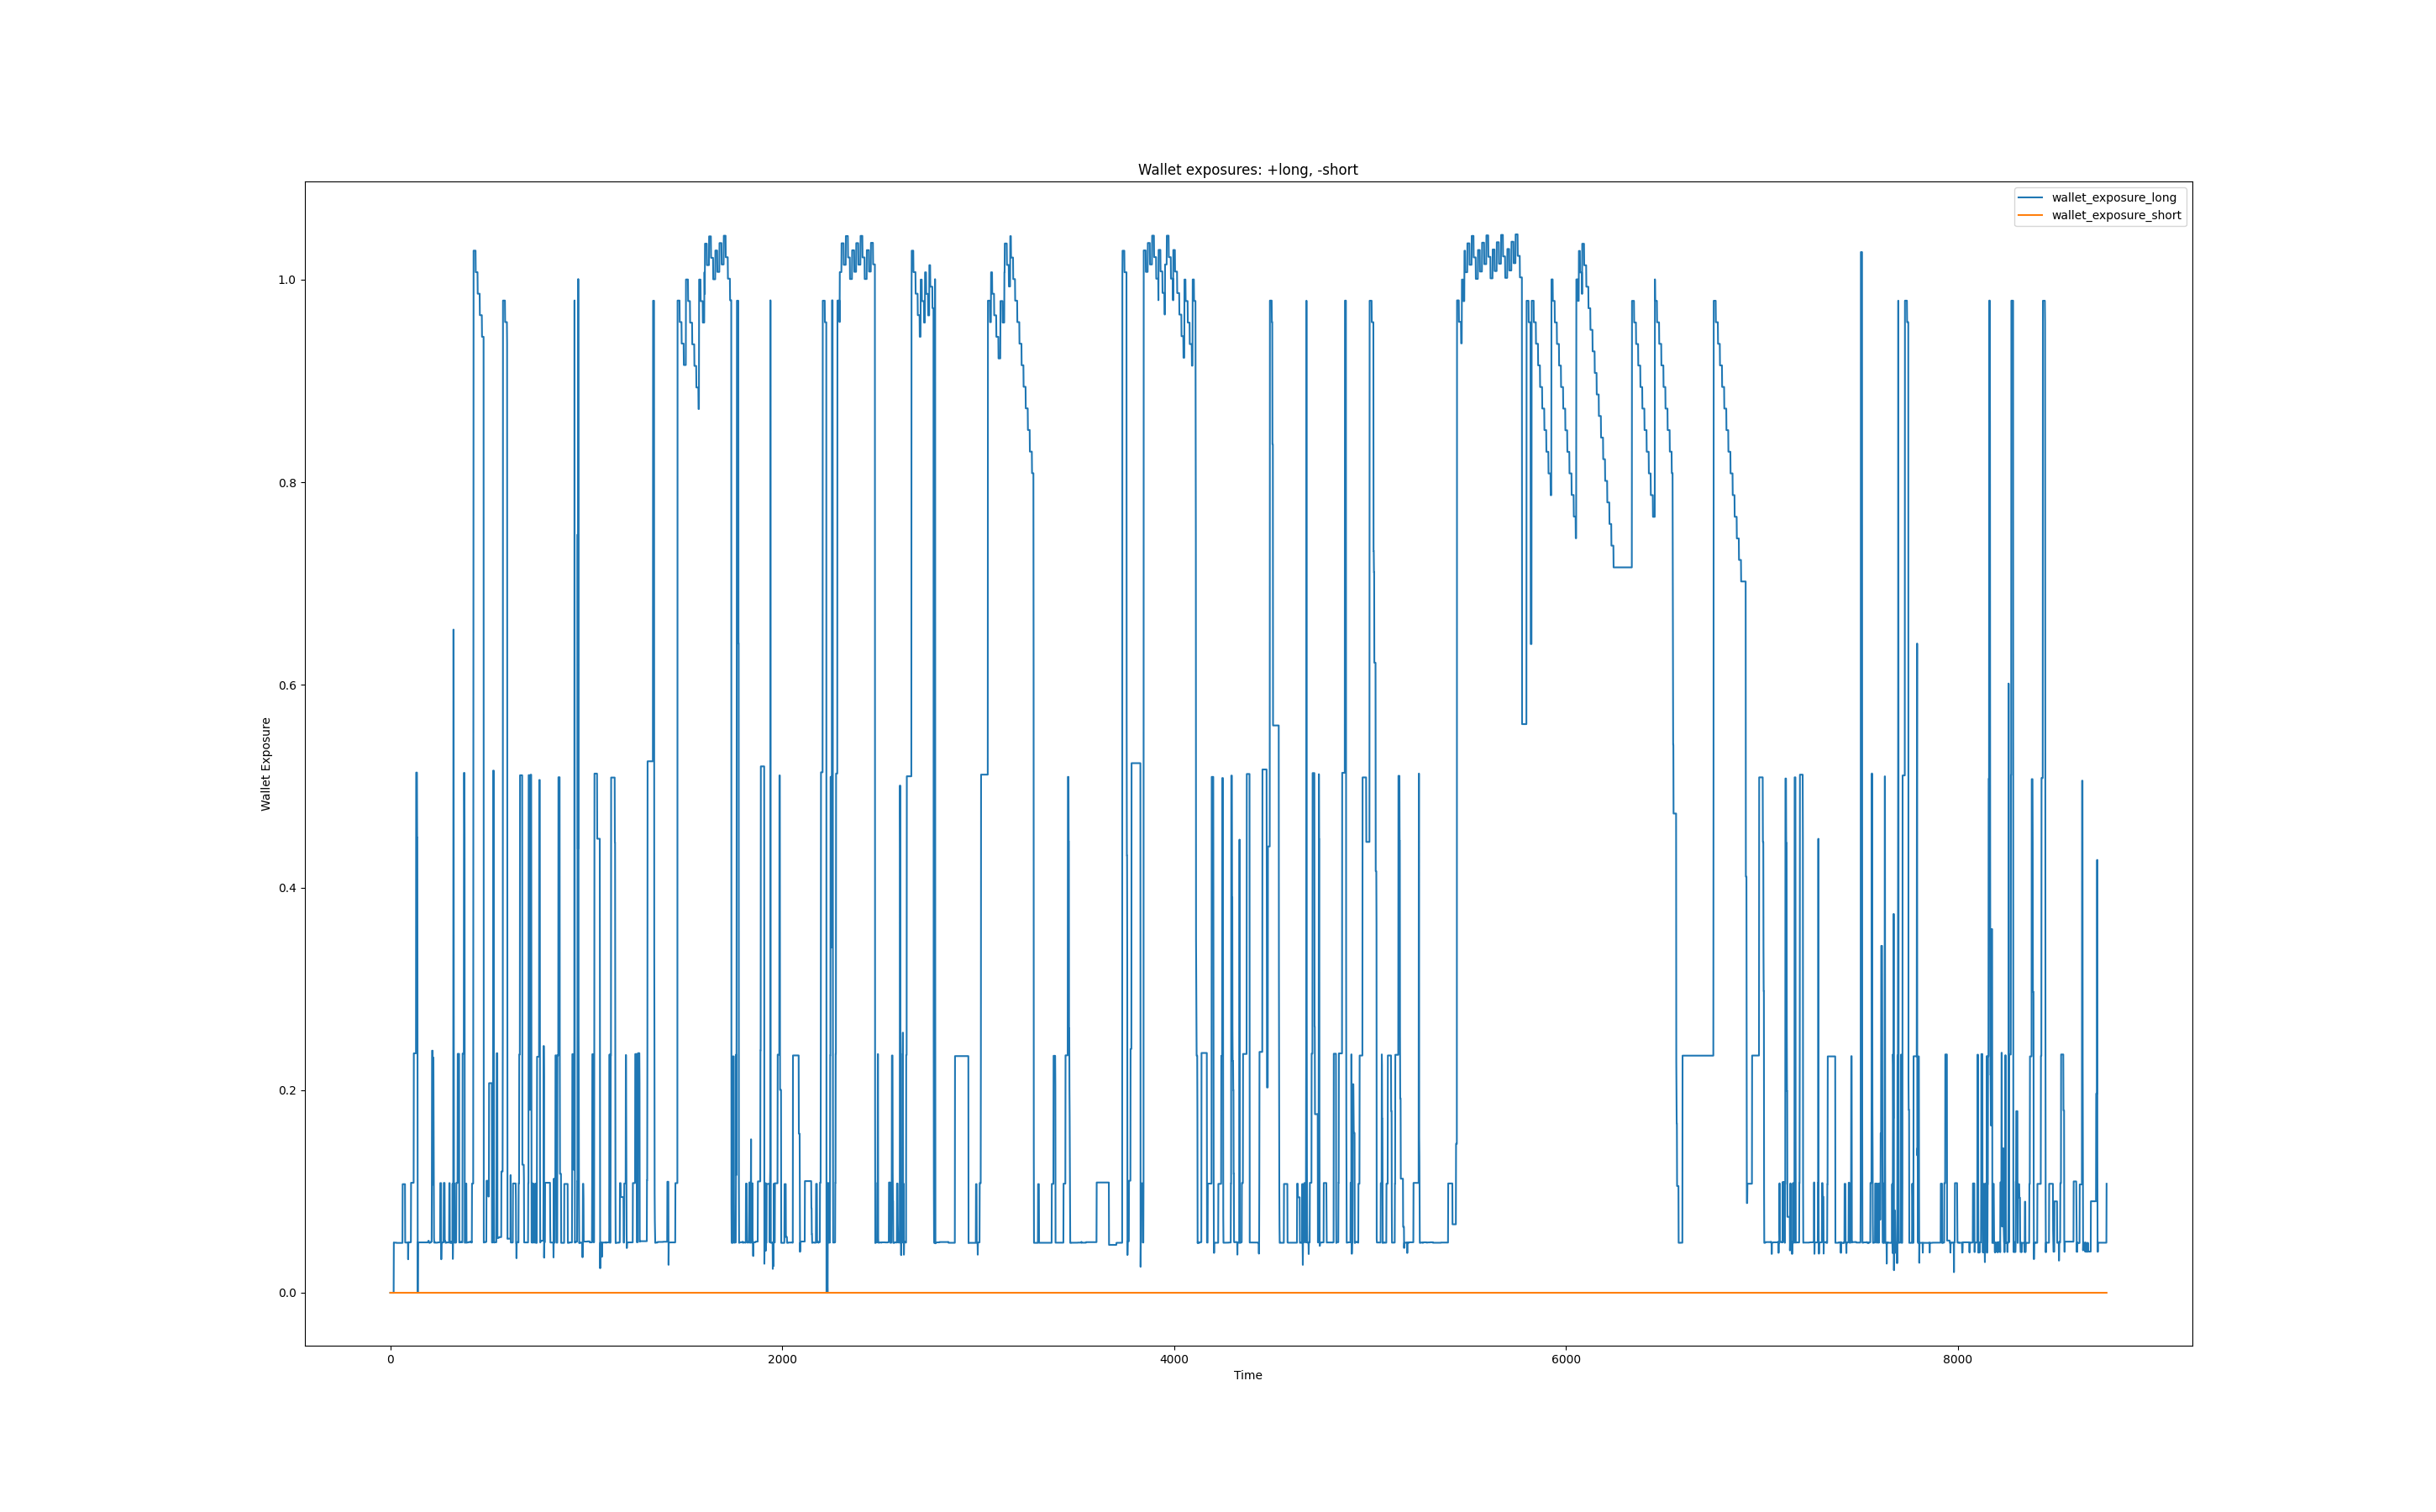 Wallet exposures: +long, -short
wallet_exposure_long
wallet_exposure_short
1.0
0.8
0.6
0.4
0.2
0.0
Wallet Exposure
0 2000 4000 6000 8000
Time